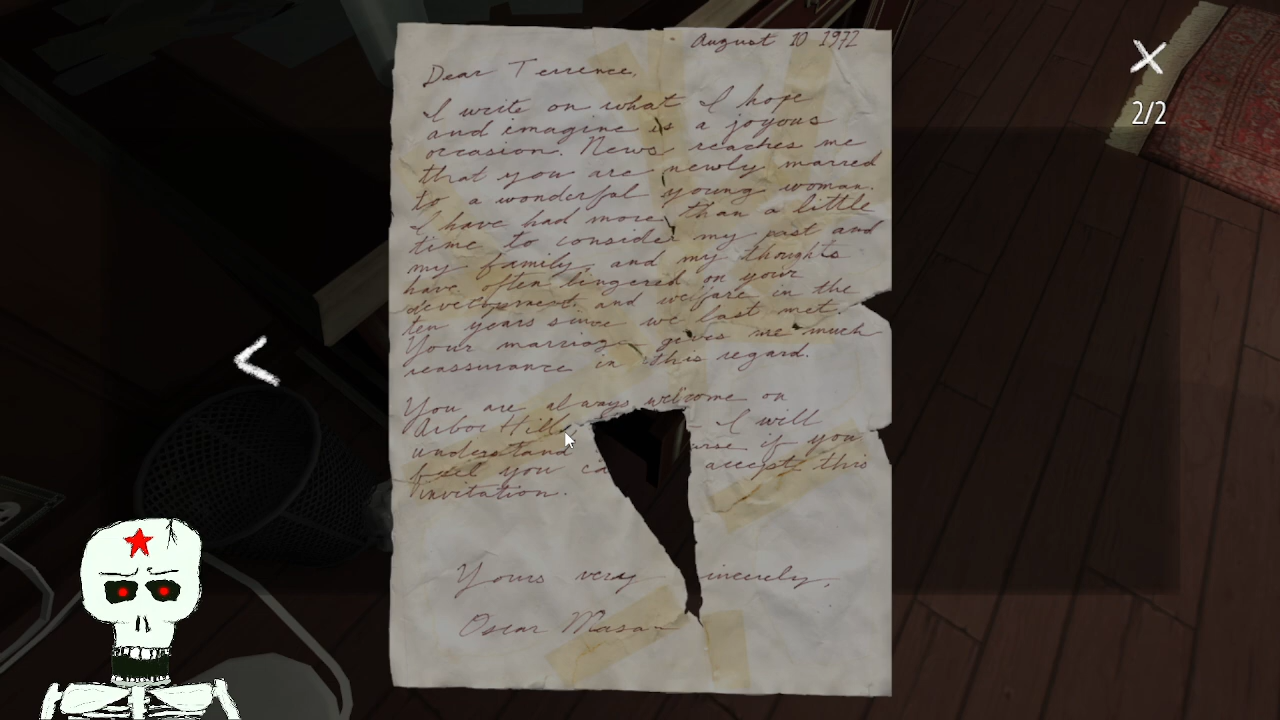 August 10 1972
2/2
Dear Terrence,
I write on what I hope
and imagine is a joyous
occasion. News reaches me
that you are newly married
to a wonderful young woman.
I have had more than a little
time to consider my past and
my family, and my thoughts
have often lingered on your
development and welfare in the
ten years since we last met.
Your marriage gives me much
reassurance in this regard.
You are always welcome on
Arbor Hills, I will
understand if you
feel you accept this
invitation.
Yours very incerely,
Oscar Masa